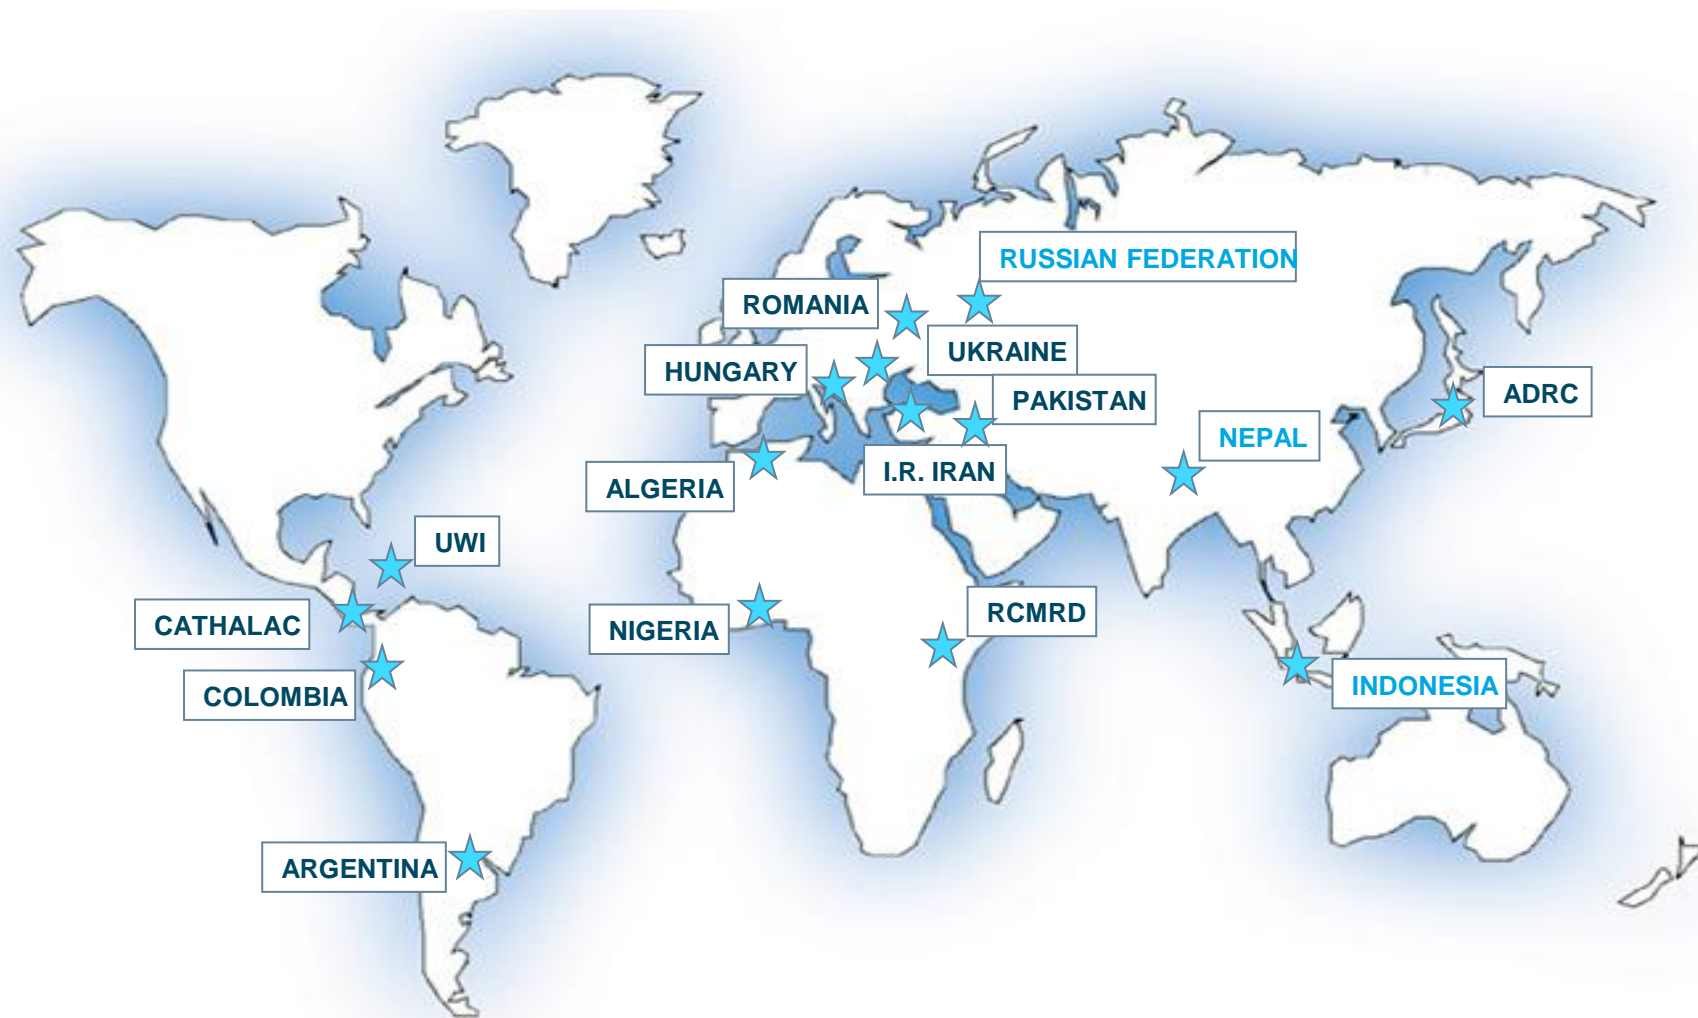 RUSSIAN FEDERATION
ROMANIA
UKRAINE
HUNGARY
PAKISTAN
ADRC
NEPAL
I.R. IRAN
ALGERIA
UWI
RCMRD
CATHALAC
NIGERIA
COLOMBIA
INDONESIA
ARGENTINA